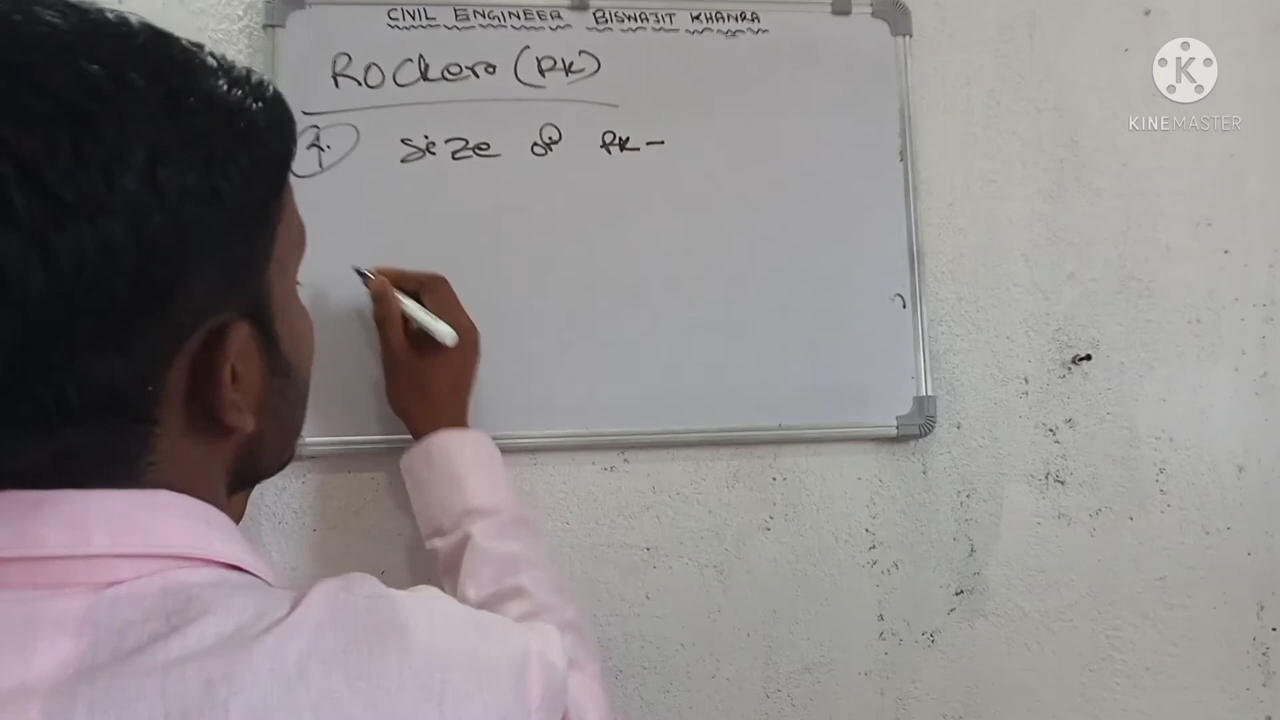 CIVIL ENGINEER BISWAJIT KHANRA
Rocker (RK)
1. Size of RK-
KINEMASTER